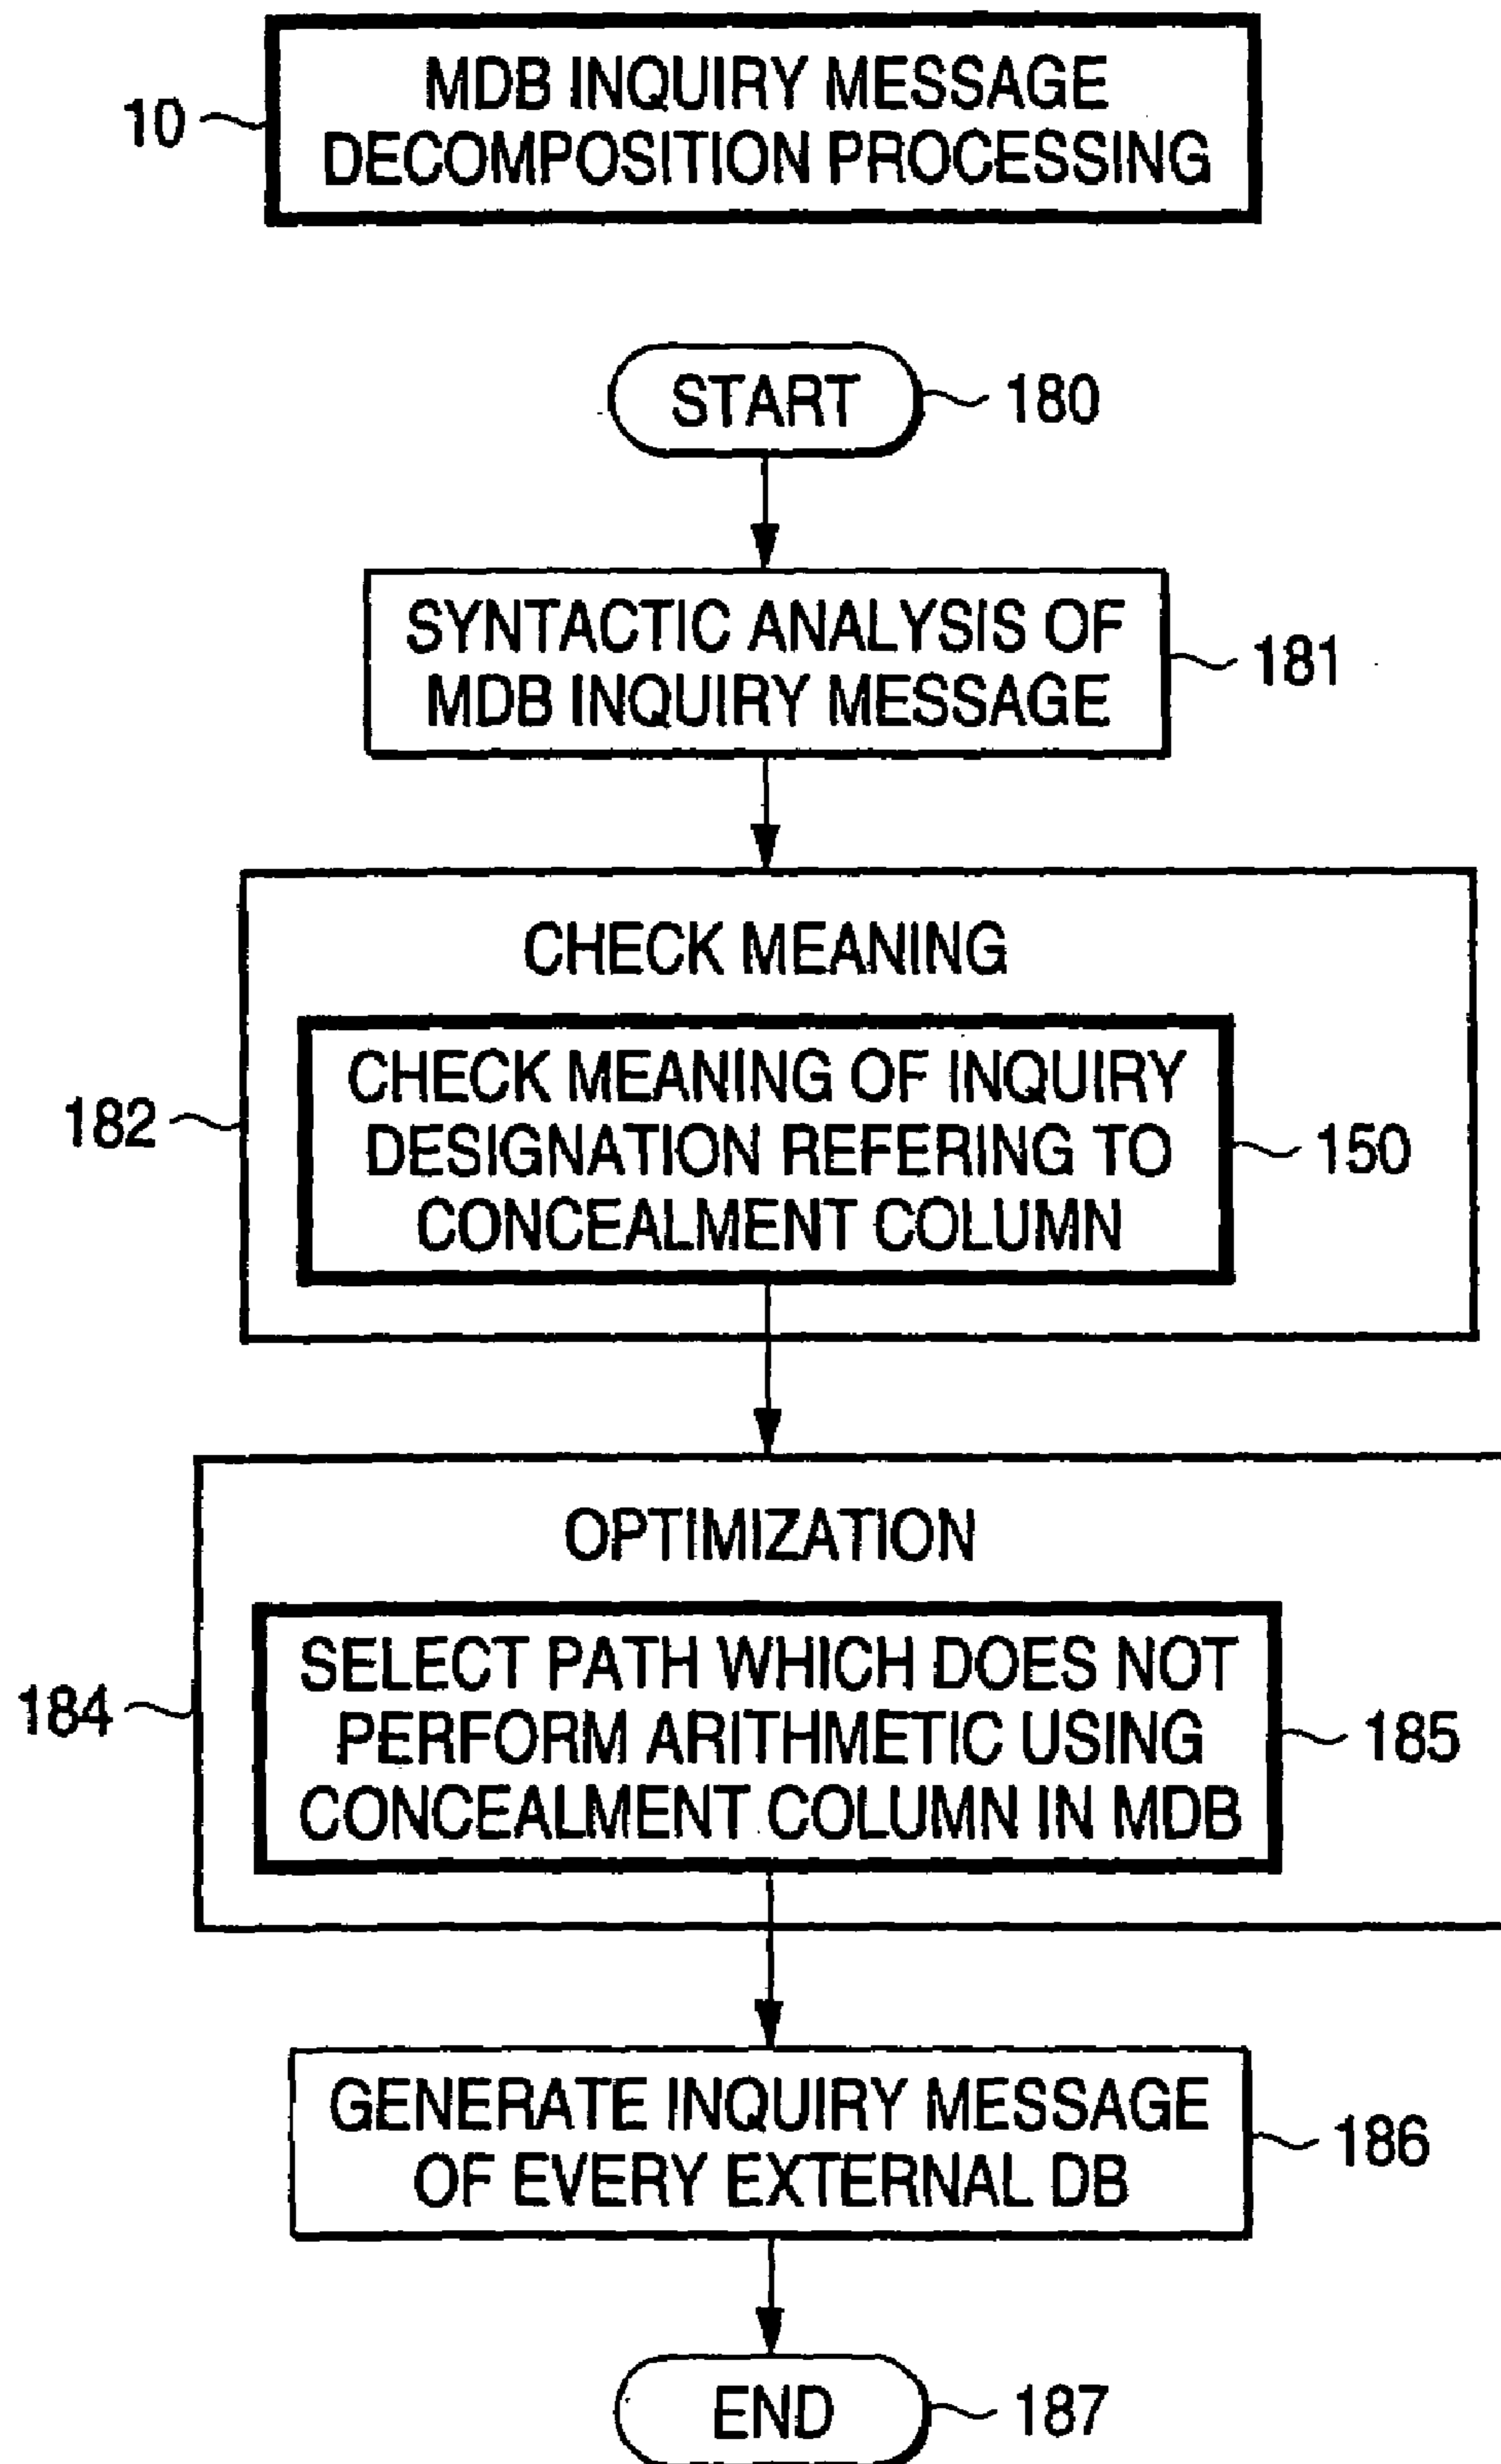 MDB INQUIRY MESSAGE
DECOMPOSITION PROCESSING
10
START
180
SYNTACTIC ANALYSIS OF
MDB INQUIRY MESSAGE
181
CHECK MEANING
CHECK MEANING OF INQUIRY
DESIGNATION REFERING TO
CONCEALMENT COLUMN
182
150
OPTIMIZATION
SELECT PATH WHICH DOES NOT
PERFORM ARITHMETIC USING
CONCEALMENT COLUMN IN MDB
184
185
GENERATE INQUIRY MESSAGE
OF EVERY EXTERNAL DB
186
END
187